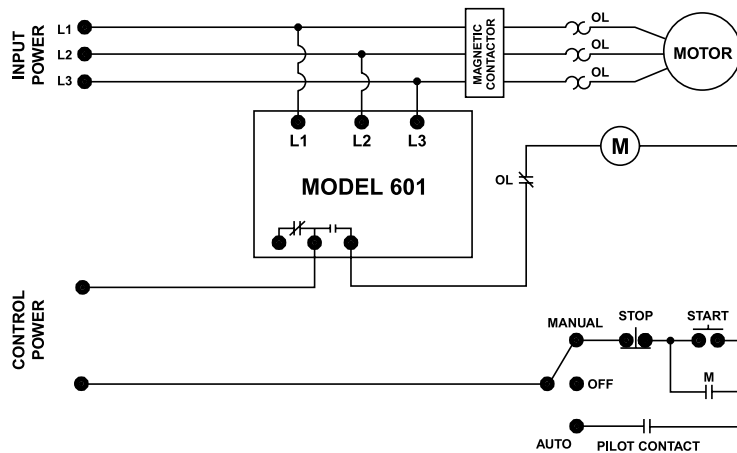 INPUT
POWER
L1
L2
L3
MAGNETIC
CONTACTOR
OL
OL
OL
MOTOR
L1 L2 L3
MODEL 601
OL
M
CONTROL
POWER
MANUAL
STOP
START
OFF
M
AUTO
PILOT CONTACT